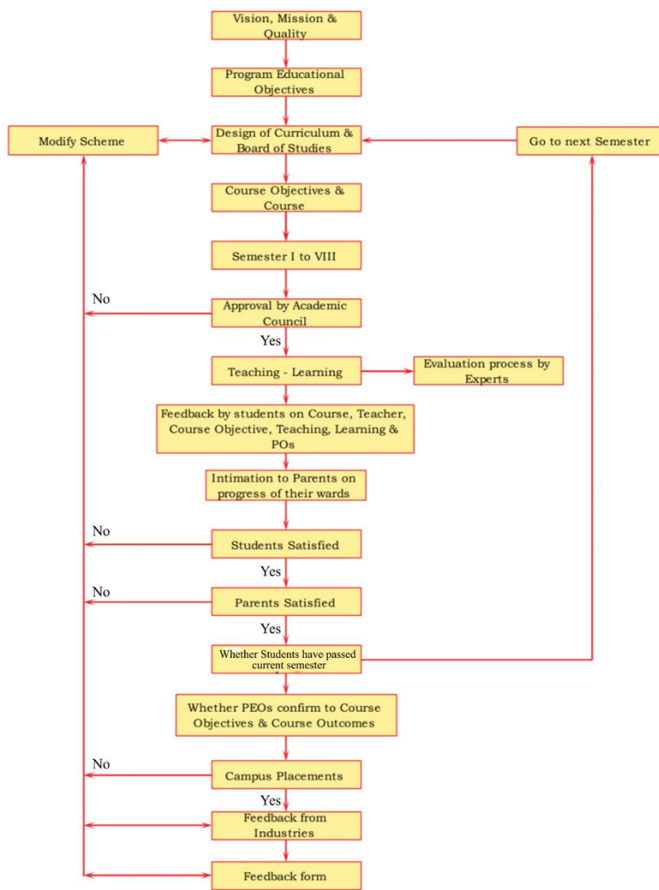 Vision, Mission &
Quality
Program Educational
Objectives
Modify Scheme
Design of Curriculum &
Board of Studies
Go to next Semester
Course Objectives &
Course
Semester I to VIII
No
Approval by Academic
Council
Yes
Teaching - Learning
Evaluation process by
Experts
Feedback by students on Course, Teacher,
Course Objective, Teaching, Learning &
POs
Intimation to Parents on
progress of their wards
No
Students Satisfied
Yes
No
Parents Satisfied
Yes
Whether Students have passed
current semester
Whether PEOs confirm to Course
Objectives & Course Outcomes
No
Campus Placements
Yes
Feedback from
Industries
Feedback form